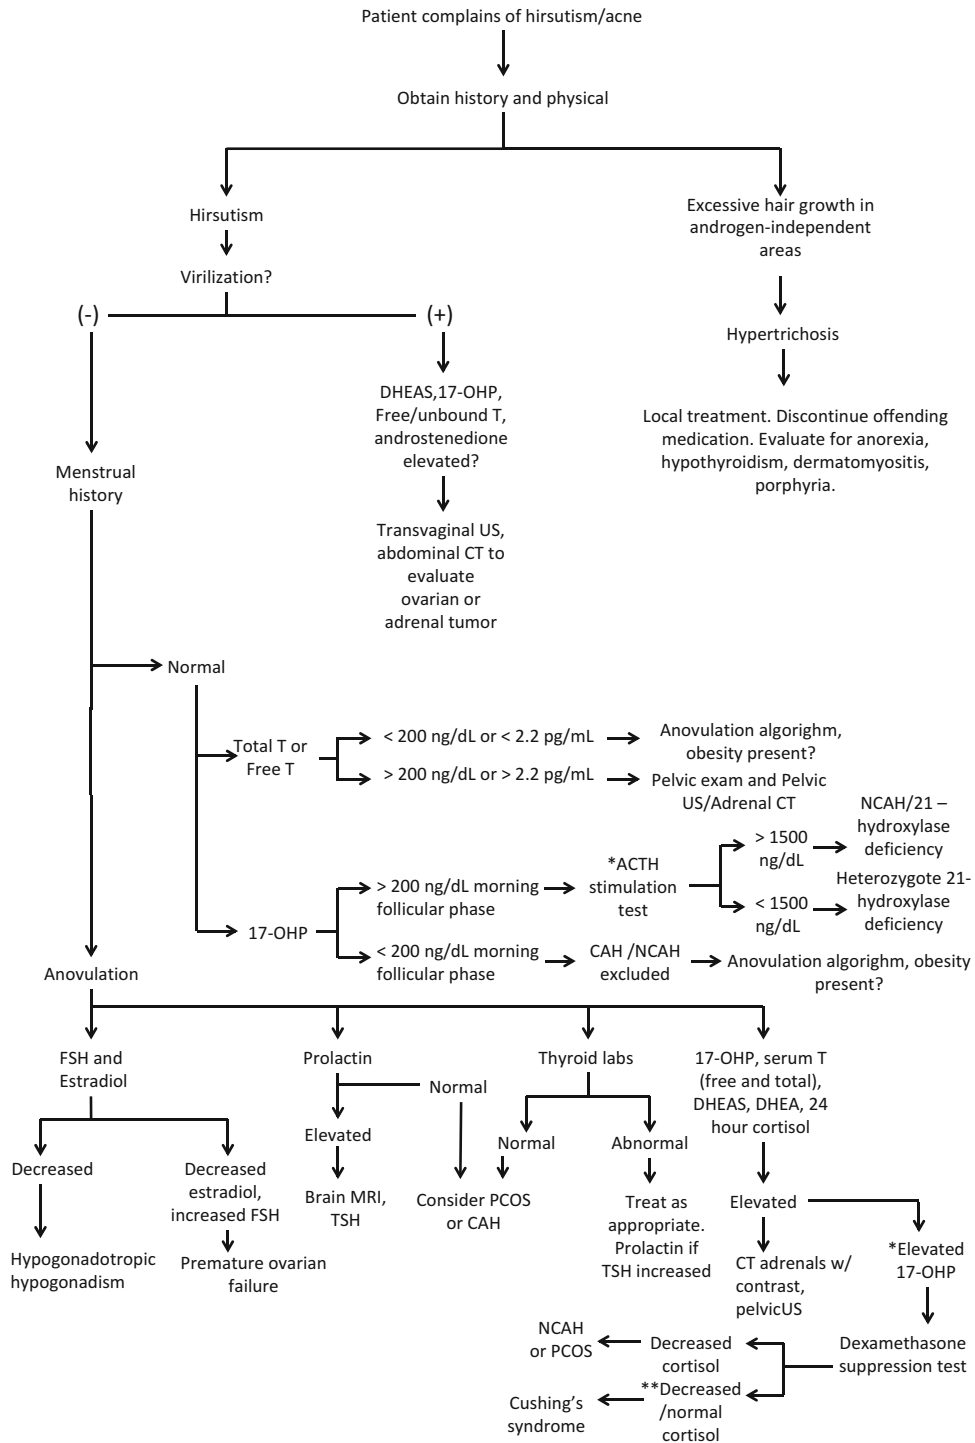 Patient complains of hirsutism/acne
Obtain history and physical
Hirsutism
Virilization?
(-)
(+)
Excessive hair growth in
androgen-independent
areas
Hypertrichosis
Local treatment. Discontinue offending
medication. Evaluate for anorexia,
hypothyroidism, dermatomyositis,
porphyria.
DHEAS,17-OHP,
Free/unbound T,
androstenedione
elevated?
Transvaginal US,
abdominal CT to
evaluate
ovarian or
adrenal tumor
Menstrual
history
Normal
Total T or
Free T
< 200 ng/dL or < 2.2 pg/mL
Anovulation algiorighm,
obesity present?
> 200 ng/dL or > 2.2 pg/mL
Pelvic exam and Pelvic
US/Adrenal CT
17-OHP
> 200 ng/dL morning
follicular phase
*ACTH
stimulation
test
> 1500
ng/dL
NCAH/21 –
hydroxylase
deficiency
< 1500
ng/dL
Heterozygote 21-
hydroxylase
deficiency
< 200 ng/dL morning
follicular phase
CAH /NCAH
excluded
Anovulation algiorighm, obesity
present?
Anovulation
FSH and
Estradiol
Decreased
Hypogonadotropic
hypogonadism
Decreased
estradiol,
increased FSH
Premature ovarian
failure
Prolactin
Normal
Elevated
Brain MRI,
TSH
Consider PCOS
or CAH
Thyroid labs
Normal
Abnormal
Treat as
appropriate.
Prolactin if
TSH increased
17-OHP, serum T
(free and total),
DHEAS, DHEA, 24
hour cortisol
Elevated
CT adrenals w/
contrast,
pelvicUS
*Elevated
17-OHP
Dexamethasone
suppression test
Decreased
cortisol
NCAH
or PCOS
**Decreased
/normal
cortisol
Cushing's
syndrome